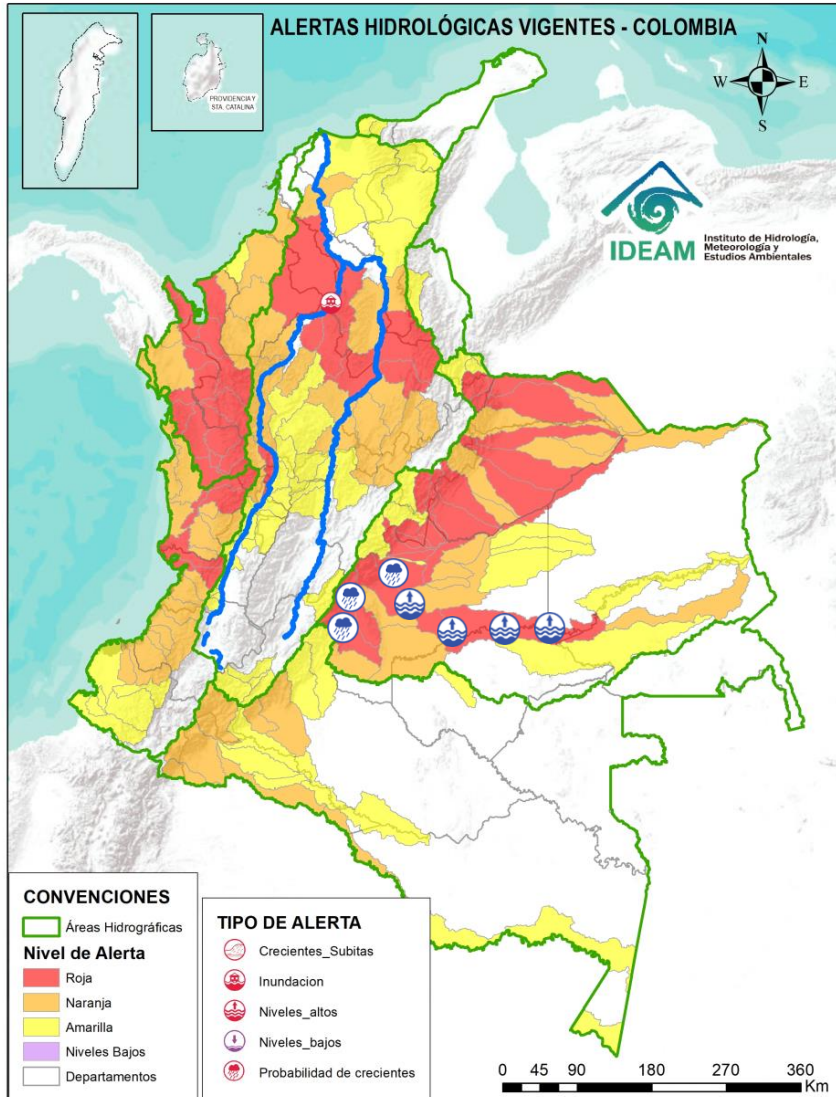 ALERTAS HIDROLÓGICAS VIGENTES - COLOMBIA
PROVIDENCIA Y
STA. CATALINA
N
W E
S
IDEAM
Instituto de Hidrología,
Meteorología y
Estudios Ambientales
CONVENCIONES
Áreas Hidrográficas
Nivel de Alerta
Roja
Naranja
Amarilla
Niveles Bajos
Departamentos
TIPO DE ALERTA
Crecientes_Subitas
Inundacion
Niveles_altos
Niveles_bajos
Probabilidad de crecientes
0 45 90 180 270 360
Km